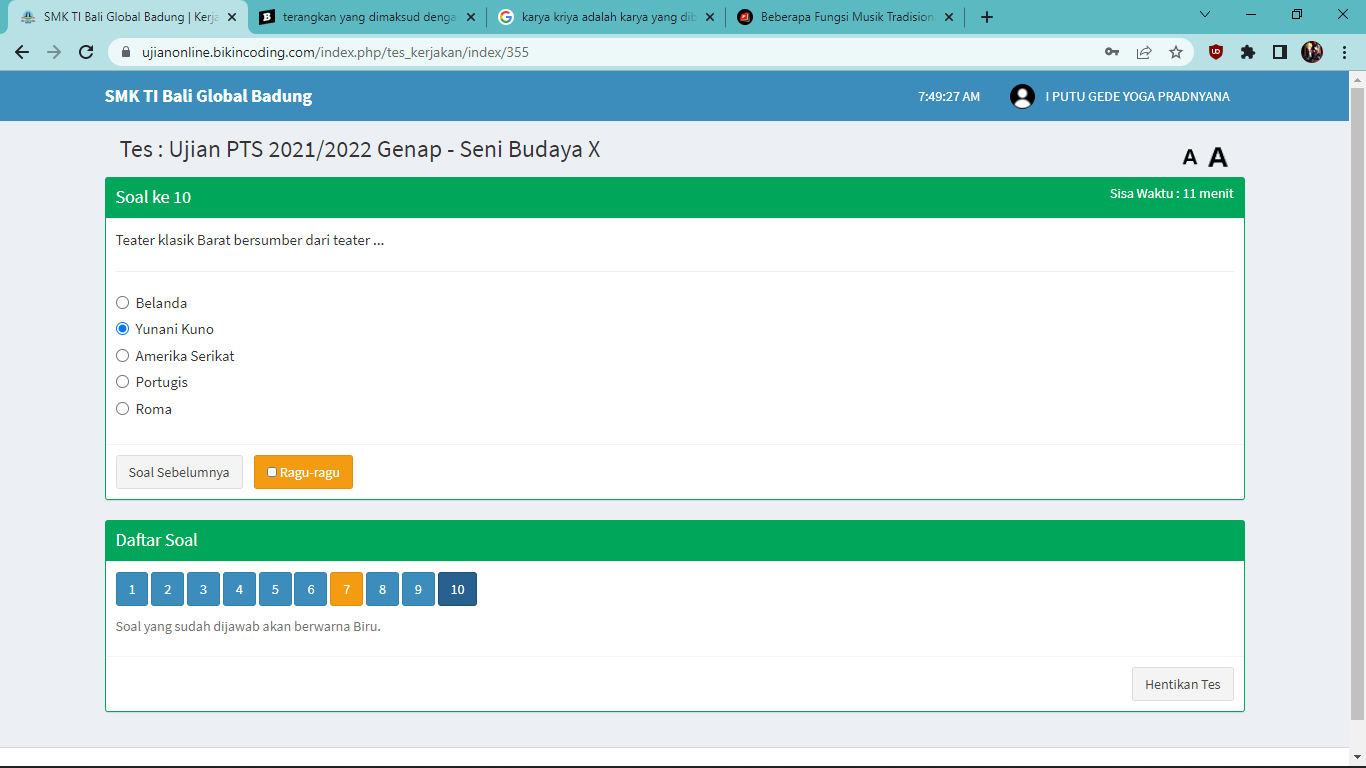 SMK TI Bali Global Badung | Kerja
terangkan yang dimaksud denga
karya kriya adalah karya yang dib
Beberapa Fungsi Musik Tradision
ujianonline.bikincoding.com/index.php/tes_kerjakan/index/355
SMK TI Bali Global Badung
7:49:27 AM
I PUTU GEDE YOGA PRADNYANA
Tes : Ujian PTS 2021/2022 Genap - Seni Budaya X
A A
Soal ke 10
Sisa Waktu : 11 menit
Teater klasik Barat bersumber dari teater ...
Belanda
Yunani Kuno
Amerika Serikat
Portugis
Roma
Soal Sebelumnya
Ragu-ragu
Daftar Soal
1 2 3 4 5 6 7 8 9 10
Soal yang sudah dijawab akan berwarna Biru.
Hentikan Tes